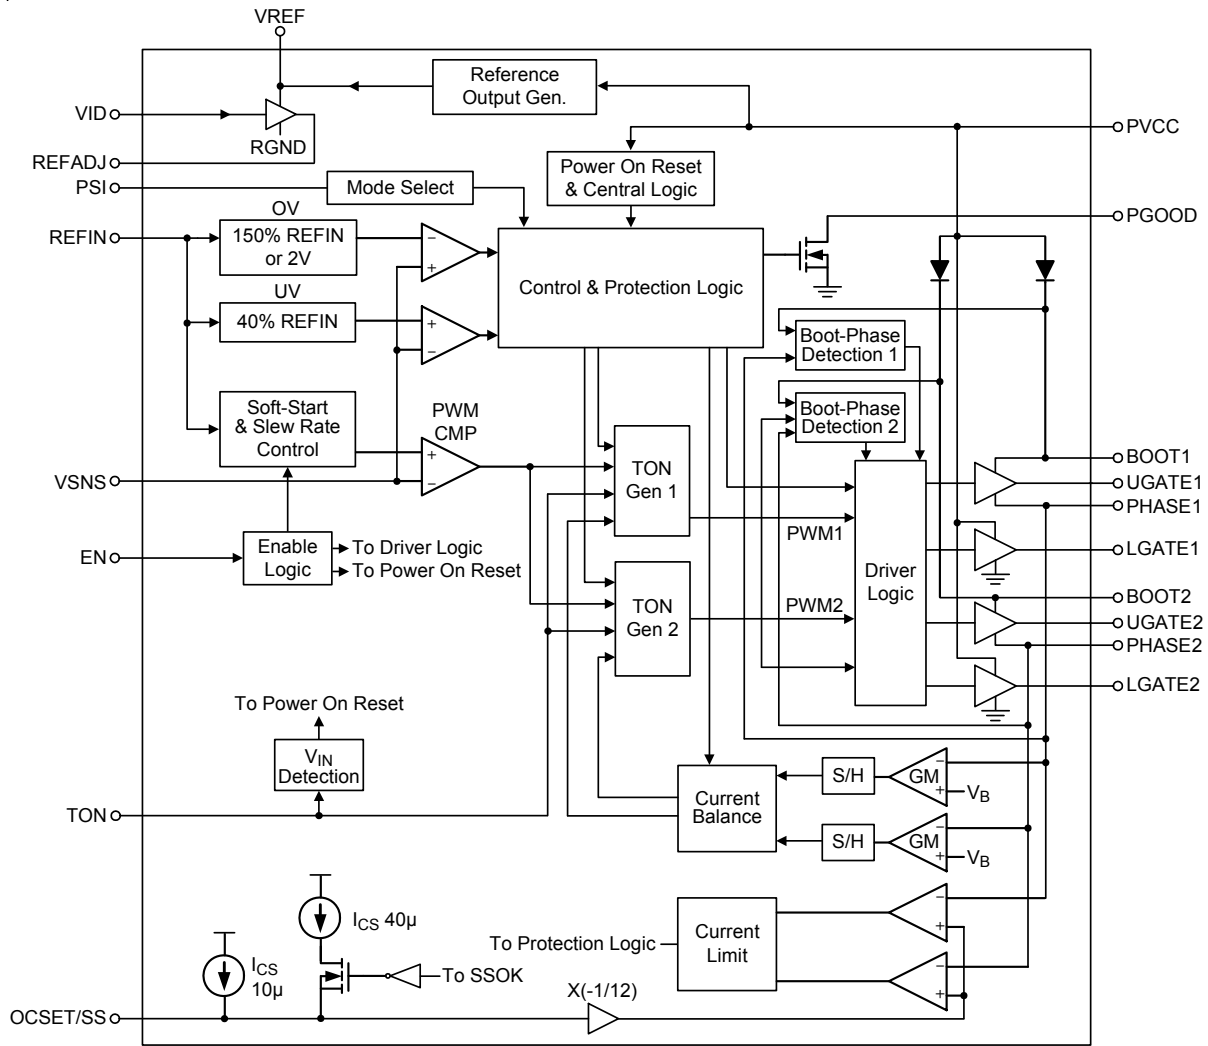 VREF
Reference
Output Gen.
VID
RGND
REFADJ
PVCC
Power On Reset
& Central Logic
PSI
Mode Select
PGOOD
OV
REFIN
150% REFIN
or 2V
−
+
Control & Protection Logic
UV
40% REFIN
+
−
Boot-Phase
Detection 1
Soft-Start
& Slew Rate
Control
PWM
CMP
Boot-Phase
Detection 2
+
−
VSNS
TON
Gen 1
BOOT1
UGATE1
PHASE1
PWM1
EN
Enable
Logic
To Driver Logic
To Power On Reset
LGATE1
Driver
Logic
TON
Gen 2
PWM2
BOOT2
UGATE2
PHASE2
LGATE2
To Power On Reset
VIN
Detection
TON
Current
Balance
S/H
GM
−
+
VB
S/H
GM
−
+
VB
ICS 40µ
ICS
10µ
To SSOK
To Protection Logic
Current
Limit
−
+
−
+
X(-1/12)
OCSET/SS